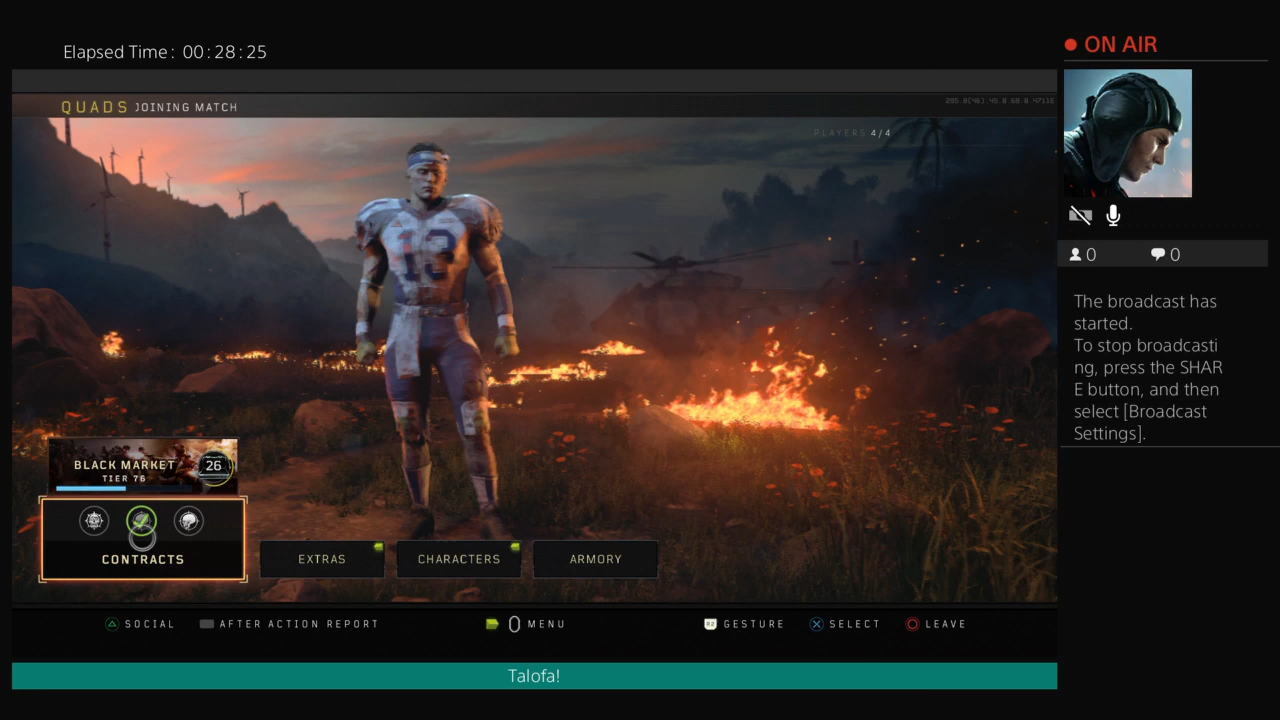 Elapsed Time: 00:28:25
ON AIR
QUADS JOINING MATCH
PLAYERS 4/4
13
0 0
The broadcast has
started.
To stop broadcasti
ng, press the SHAR
E button, and then
select [Broadcast
Settings].
BLACK MARKET
TIER 76
26
CONTRACTS
EXTRAS
CHARACTERS
ARMORY
SOCIAL
AFTER ACTION REPORT
MENU
R2 GESTURE
SELECT
LEAVE
Talofa!